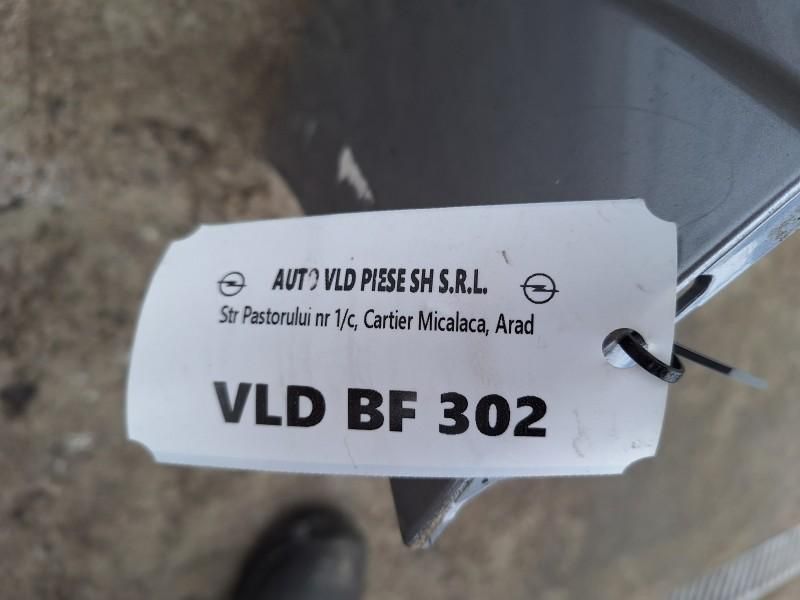 AUTO VLD PIESE SH S.R.L.
Str Pastorului nr 1/c, Cartier Micalaca, Arad
VLD BF 302